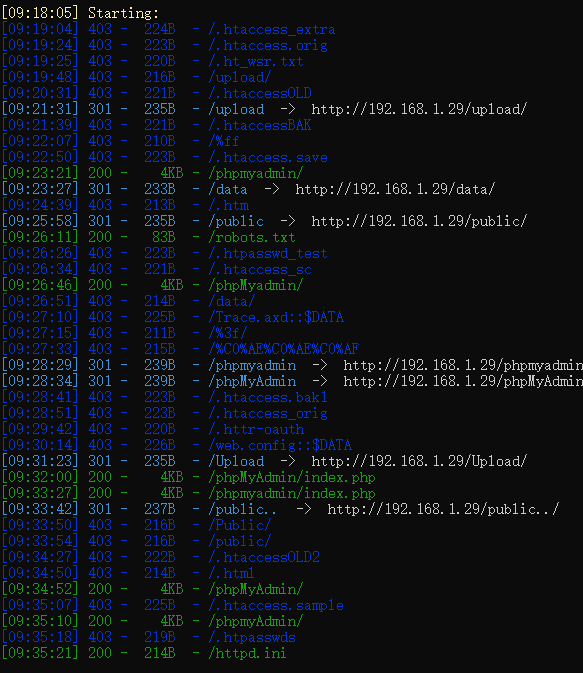 [09:18:05] Starting:
[09:19:04] 403 - 224B - /.htaccess_extra
[09:19:24] 403 - 223B - /.htaccess.orig
[09:19:25] 403 - 220B - /.ht_wsr.txt
[09:19:48] 403 - 216B - /upload/
[09:20:31] 403 - 221B - /.htaccessOLD
[09:21:31] 301 - 235B - /upload -> http://192.168.1.29/upload/
[09:21:39] 403 - 221B - /.htaccessBAK
[09:22:07] 403 - 210B - /%ff
[09:22:50] 403 - 223B - /.htaccess.save
[09:23:21] 200 - 4KB - /phpmyadmin/
[09:23:27] 301 - 233B - /data -> http://192.168.1.29/data/
[09:24:39] 403 - 213B - /.htm
[09:25:58] 301 - 235B - /public -> http://192.168.1.29/public/
[09:26:11] 200 - 83B - /robots.txt
[09:26:26] 403 - 223B - /.htpasswd_test
[09:26:34] 403 - 221B - /.htaccess_sc
[09:26:46] 200 - 4KB - /phpMyadmin/
[09:26:51] 403 - 214B - /data/
[09:27:10] 403 - 225B - /Trace.axd::$DATA
[09:27:15] 403 - 211B - /%3f/
[09:27:33] 403 - 215B - /%C0%AE%C0%AE%C0%AF
[09:28:29] 301 - 239B - /phpmyadmin -> http://192.168.1.29/phpmyadmin
[09:28:34] 301 - 239B - /phpMyAdmin -> http://192.168.1.29/phpMyAdmin
[09:28:41] 403 - 223B - /.htaccess.bak1
[09:28:51] 403 - 223B - /.htaccess_orig
[09:29:42] 403 - 220B - /.httr-oauth
[09:30:14] 403 - 226B - /web.config::$DATA
[09:31:23] 301 - 235B - /Upload -> http://192.168.1.29/Upload/
[09:32:00] 200 - 4KB - /phpMyAdmin/index.php
[09:33:27] 200 - 4KB - /phpmyadmin/index.php
[09:33:42] 301 - 237B - /public.. -> http://192.168.1.29/public../
[09:33:50] 403 - 216B - /Public/
[09:33:54] 403 - 216B - /public/
[09:34:27] 403 - 222B - /.htaccessOLD2
[09:34:50] 403 - 214B - /.html
[09:34:52] 200 - 4KB - /phpMyAdmin/
[09:35:07] 403 - 225B - /.htaccess.sample
[09:35:10] 200 - 4KB - /phpmyAdmin/
[09:35:18] 403 - 219B - /.htpasswds
[09:35:21] 200 - 214B - /httpd.ini